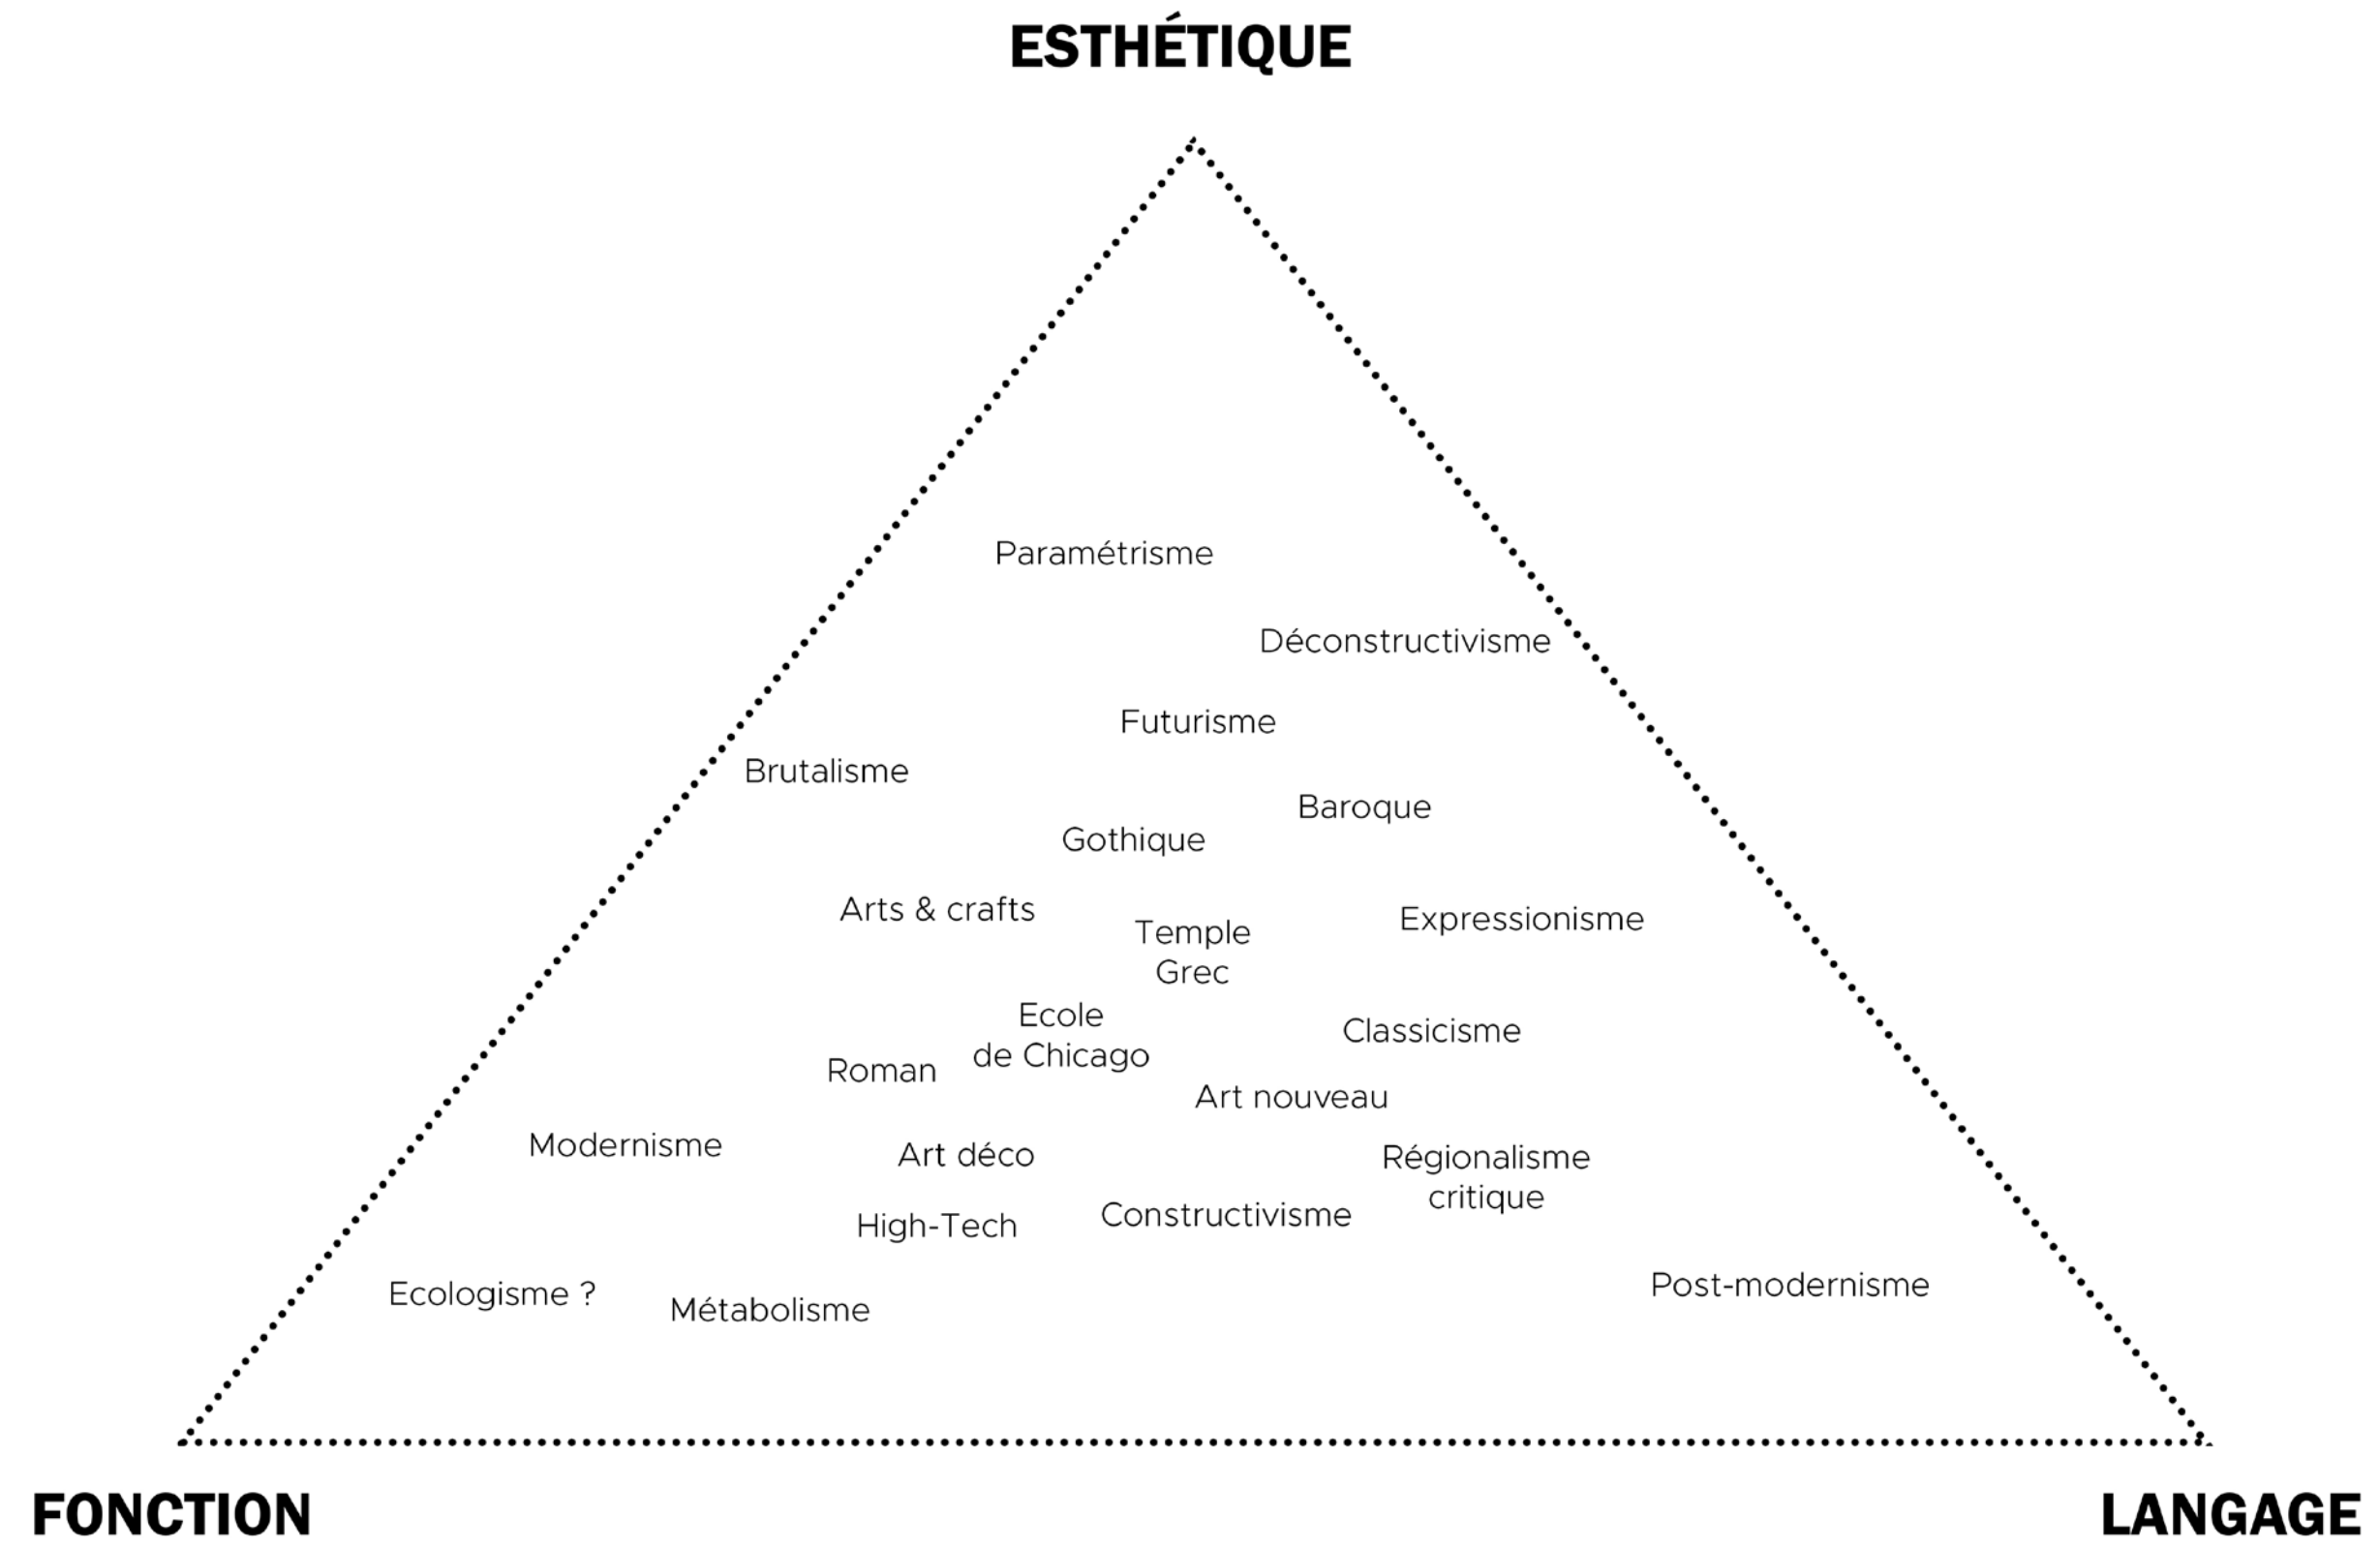 ESTHÉTIQUE
Paramétrisme
Déconstructivisme
Futurisme
Brutalisme
Baroque
Gothique
Arts & crafts
Expressionisme
Temple
Grec
Ecole
de Chicago
Classicisme
Roman
Art nouveau
Modernisme
Art déco
Régionalisme
critique
High-Tech
Constructivisme
Ecologisme ?
Métabolisme
Post-modernisme
FONCTION
LANGAGE